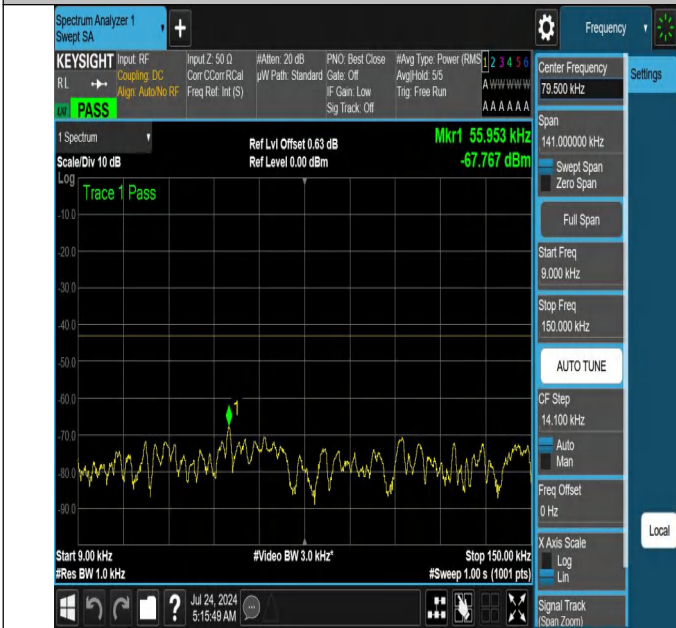 Spectrum Analyzer 1
Swept SA
+
Frequency
KEYSIGHT
RL
LXI
PASS
Input: RF
Coupling: DC
Align: Auto/No RF
Input Z: 50 Ω
Corr CCorr RCal
Freq Ref: Int (S)
#Atten: 20 dB
µW Path: Standard
PNO: Best Close
Gate: Off
IF Gain: Low
Sig Track: Off
#Avg Type: Power (RMS
Avg|Hold: 5/5
Trig: Free Run
1 2 3 4 5 6
A W W W W W
A A A A A A
Center Frequency
79.500 kHz
Settings
1 Spectrum
Scale/Div 10 dB
Ref Lvl Offset 0.63 dB
Ref Level 0.00 dBm
Mkr1 55.953 kHz
-67.767 dBm
Span
141.000000 kHz
Swept Span
Zero Span
Log
Trace 1 Pass
-10.0
-20.0
-30.0
-40.0
-60.0
-70.0
-80.0
-90.0
1
Full Span
Start Freq
9.000 kHz
Stop Freq
150.000 kHz
AUTO TUNE
CF Step
14.100 kHz
Auto
Man
Freq Offset
0 Hz
X Axis Scale
Log
Lin
Local
Signal Track
(Span Zoom)
Start 9.00 kHz
#Video BW 3.0 kHz*
Stop 150.00 kHz
#Res BW 1.0 kHz
#Sweep 1.00 s (1001 pts)
?
Jul 24, 2024
5:15:49 AM